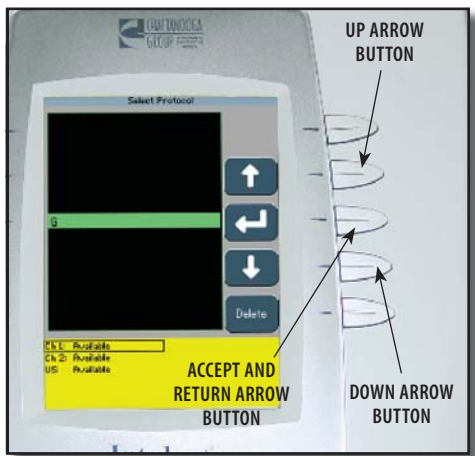 CHATTANOOGA
GROUP
UP ARROW
BUTTON
Select Protocol
G
Delete
Ch 1: Available
Ch 2: Available
US: Available
ACCEPT AND
RETURN ARROW
BUTTON
DOWN ARROW
BUTTON